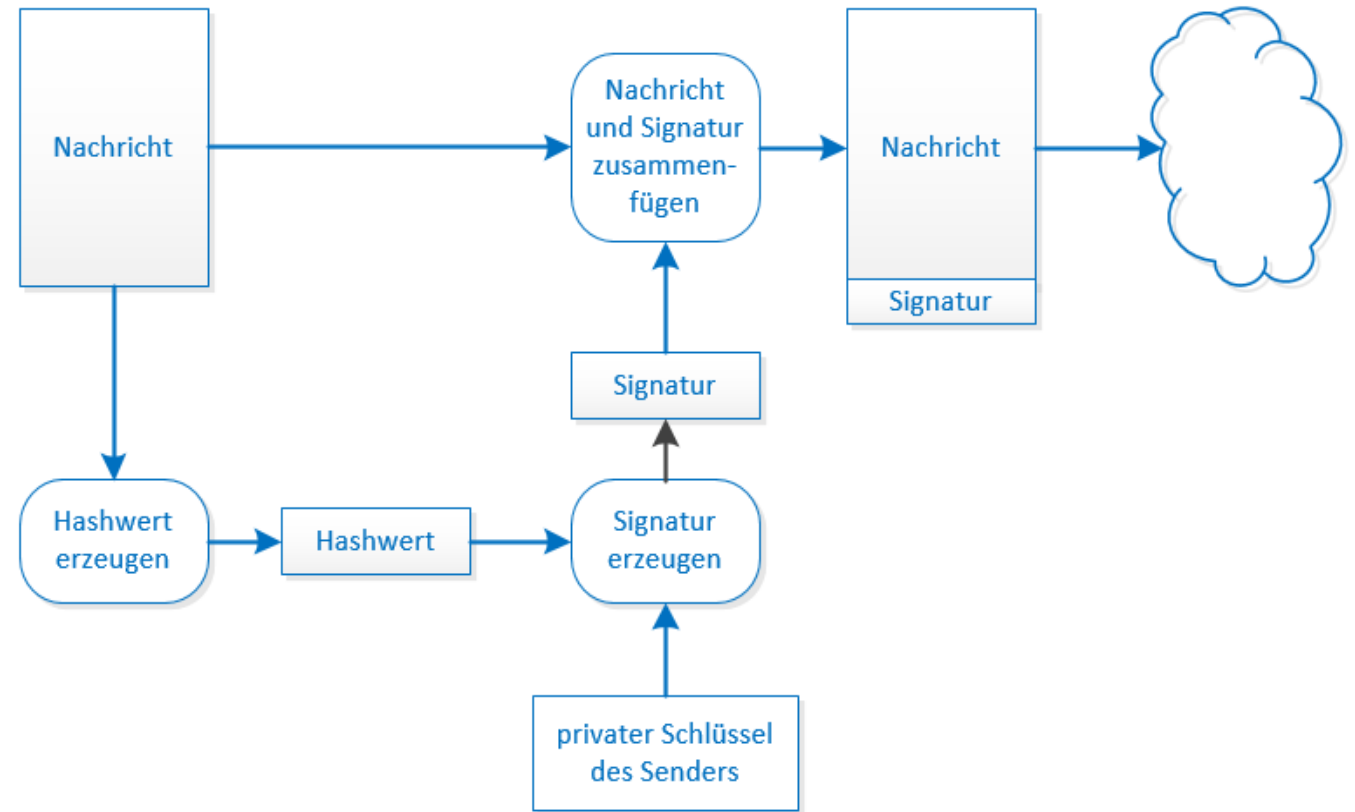 Nachricht
Nachricht
und Signatur
zusammen-
fügen
Nachricht
Signatur
Signatur
Hashwert
erzeugen
Hashwert
Signatur
erzeugen
privater Schlüssel
des Senders